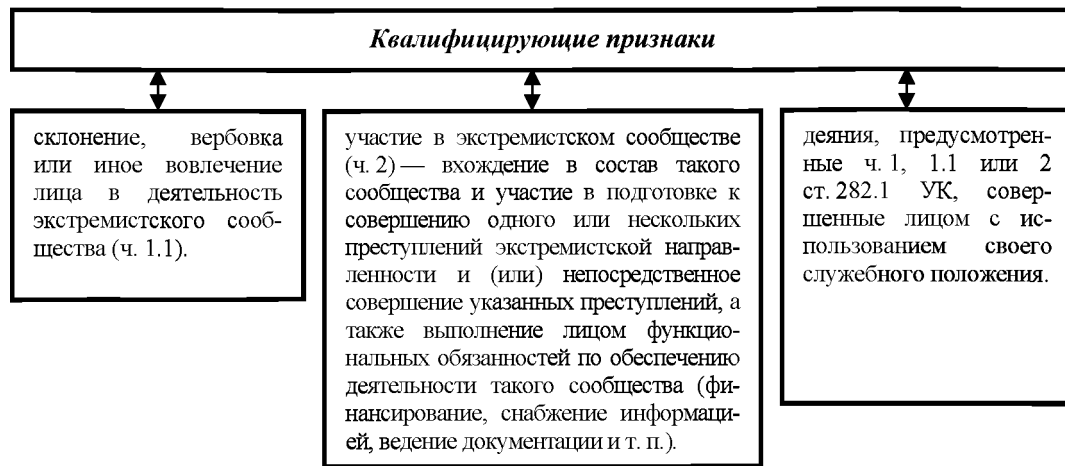 Квалифицирующие признаки
склонение, вербовка
или иное вовлечение
лица в деятельность
экстремистского сооб-
щества (ч. 1.1).
участие в экстремистском сообществе
(ч. 2) — вхождение в состав такого
сообщества и участие в подготовке к
совершению одного или нескольких
преступлений экстремистской направ-
ленности и (или) непосредственное
совершение указанных преступлений, а
также выполнение лицом функцио-
нальных обязанностей по обеспечению
деятельности такого сообщества (фи-
нансирование, снабжение информаци-
ей, ведение документации и т. п.).
деяния, предусмотрен-
ные ч. 1, 1.1 или 2
ст. 282.1 УК, совер-
шенные лицом с ис-
пользованием своего
служебного положения.